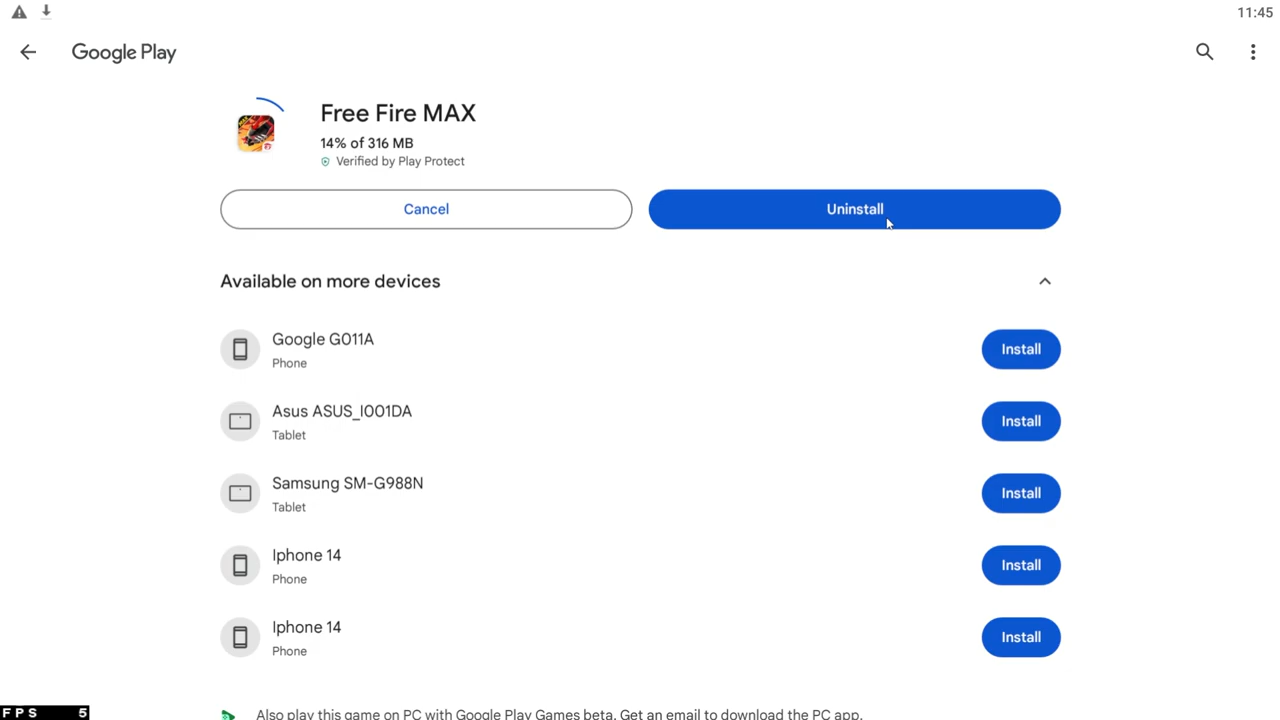 11:45
Google Play
Free Fire MAX
14% of 316 MB
Verified by Play Protect
Cancel
Uninstall
Available on more devices
Google G011A
Phone
Install
Asus ASUS_I001DA
Tablet
Install
Samsung SM-G988N
Tablet
Install
Iphone 14
Phone
Install
Iphone 14
Phone
Install
Also play this game on PC with Google Play Games beta. Get an email to download the PC app.
FPS 5